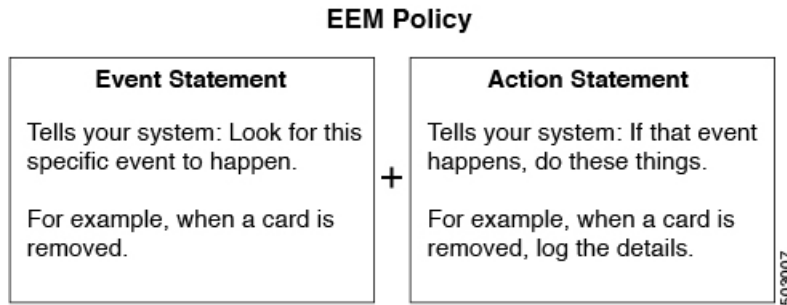 EEM Policy
Event Statement
Tells your system: Look for this
specific event to happen.
For example, when a card is
removed.
+
Action Statement
Tells your system: If that event
happens, do these things.
For example, when a card is
removed, log the details.
503007